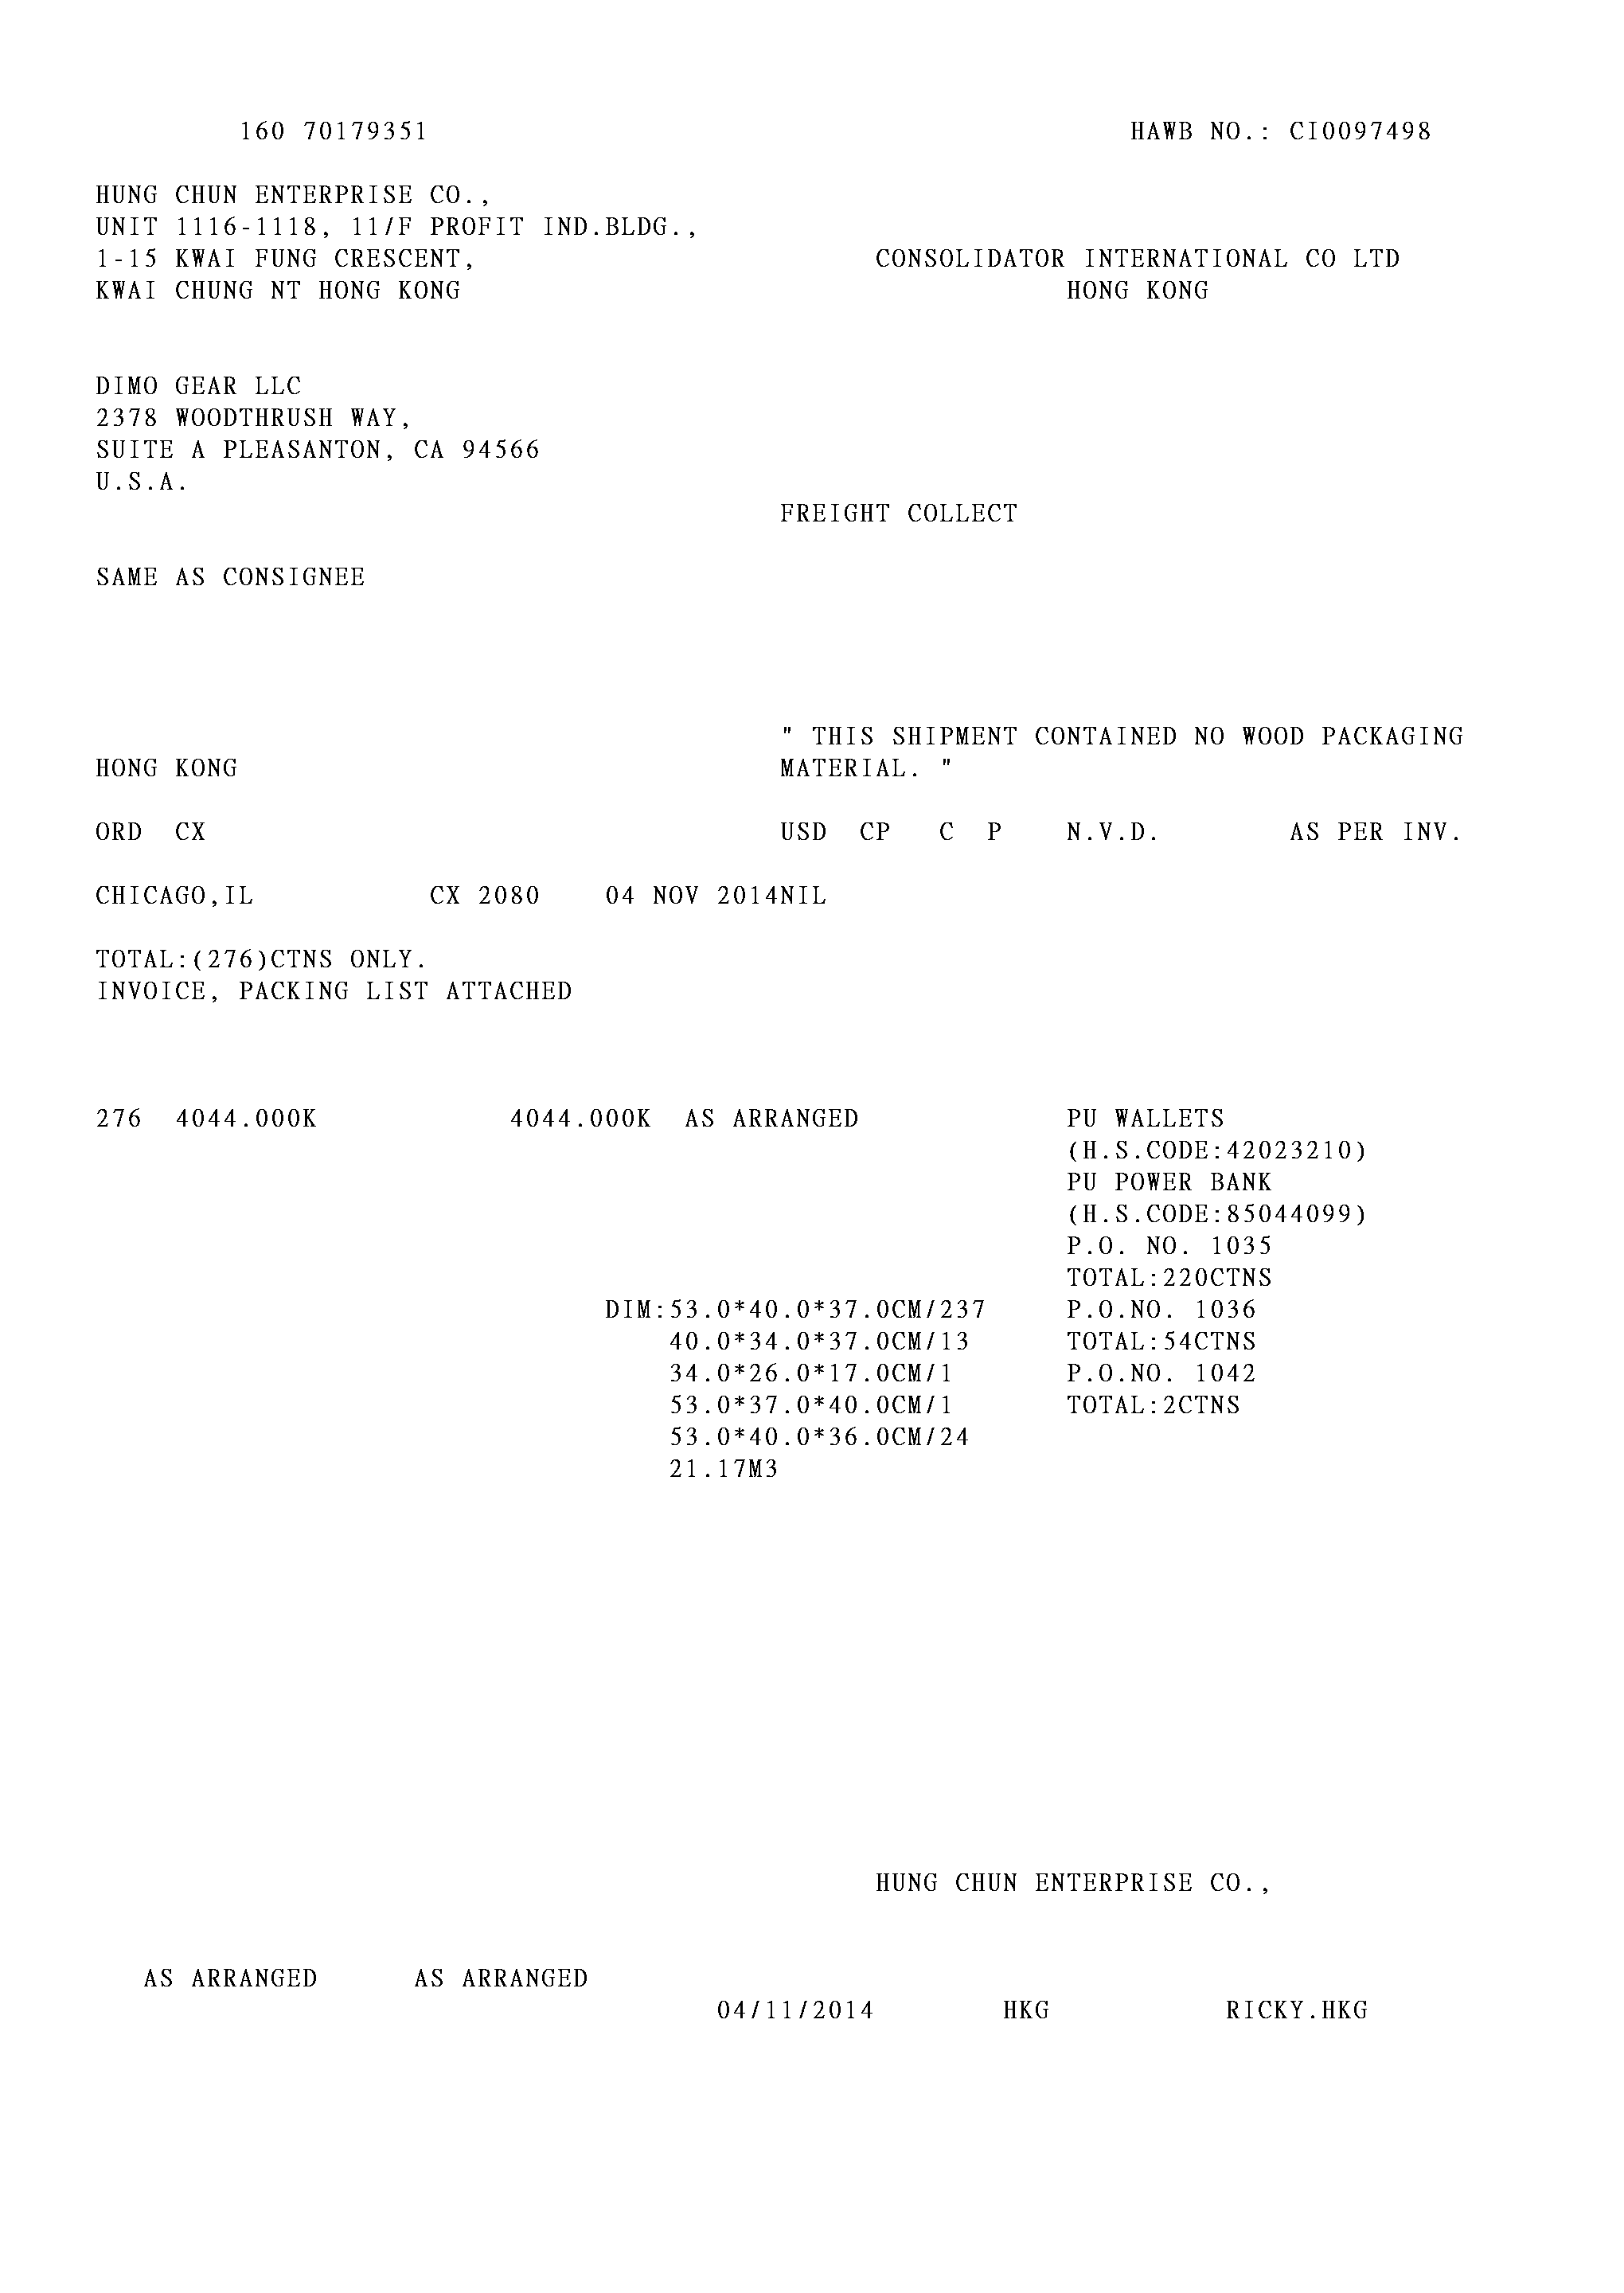 160 70179351 HAWB NO.: CI0097498
HUNG CHUN ENTERPRISE CO.,
UNIT 1116-1118, 11/F PROFIT IND.BLDG.,
1-15 KWAI FUNG CRESCENT, CONSOLIDATOR INTERNATIONAL CO LTD
KWAI CHUNG NT HONG KONG HONG KONG
DIMO GEAR LLC
2378 WOODTHRUSH WAY,
SUITE A PLEASANTON, CA 94566
U.S.A.
FREIGHT COLLECT
SAME AS CONSIGNEE
" THIS SHIPMENT CONTAINED NO WOOD PACKAGING
HONG KONG MATERIAL. "
ORD CX USD CP C P N.V.D. AS PER INV.
CHICAGO,IL CX 2080 04 NOV 2014NIL
TOTAL:(276)CTNS ONLY.
INVOICE, PACKING LIST ATTACHED
276 4044.000K 4044.000K AS ARRANGED PU WALLETS
(H.S.CODE:42023210)
PU POWER BANK
(H.S.CODE:85044099)
P.O. NO. 1035
TOTAL:220CTNS
DIM:53.0*40.0*37.0CM/237 P.O.NO. 1036
40.0*34.0*37.0CM/13 TOTAL:54CTNS
34.0*26.0*17.0CM/1 P.O.NO. 1042
53.0*37.0*40.0CM/1 TOTAL:2CTNS
53.0*40.0*36.0CM/24
21.17M3
HUNG CHUN ENTERPRISE CO.,
AS ARRANGED AS ARRANGED
04/11/2014 HKG RICKY.HKG